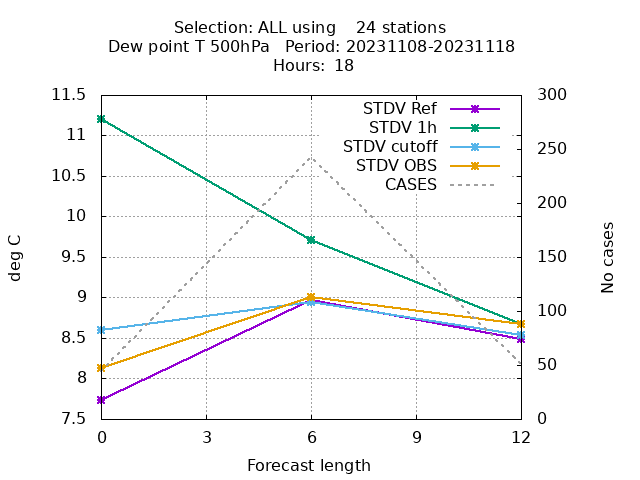 Selection: ALL using    24 stations
Dew point T 500hPa   Period: 20231108-20231118
Hours: 18
11.5
11
10.5
10
9.5
9
8.5
8
7.5
300
250
200
150
100
50
0
0
3
6
9
12
deg C
No cases
Forecast length
STDV Ref
STDV 1h
STDV cutoff
STDV OBS
CASES